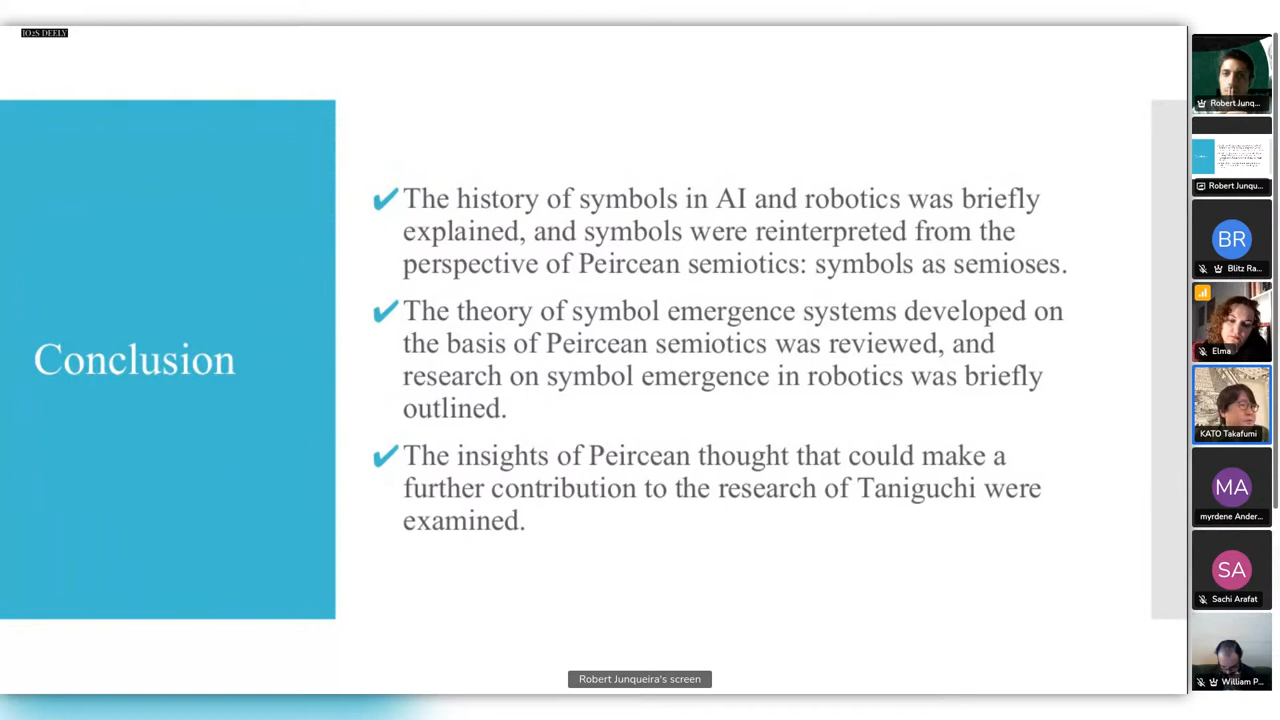 IO2S DEELY
Conclusion
The history of symbols in AI and robotics was briefly
explained, and symbols were reinterpreted from the
perspective of Peircean semiotics: symbols as semioses.
The theory of symbol emergence systems developed on
the basis of Peircean semiotics was reviewed, and
research on symbol emergence in robotics was briefly
outlined.
The insights of Peircean thought that could make a
further contribution to the research of Taniguchi were
examined.
Robert Junqueira's screen
Robert Junq...
Robert Junqu...
BR
Blitz Ra...
Elma
KATO Takafumi
MA
myrdene Ander...
SA
Sachi Arafat
William P...